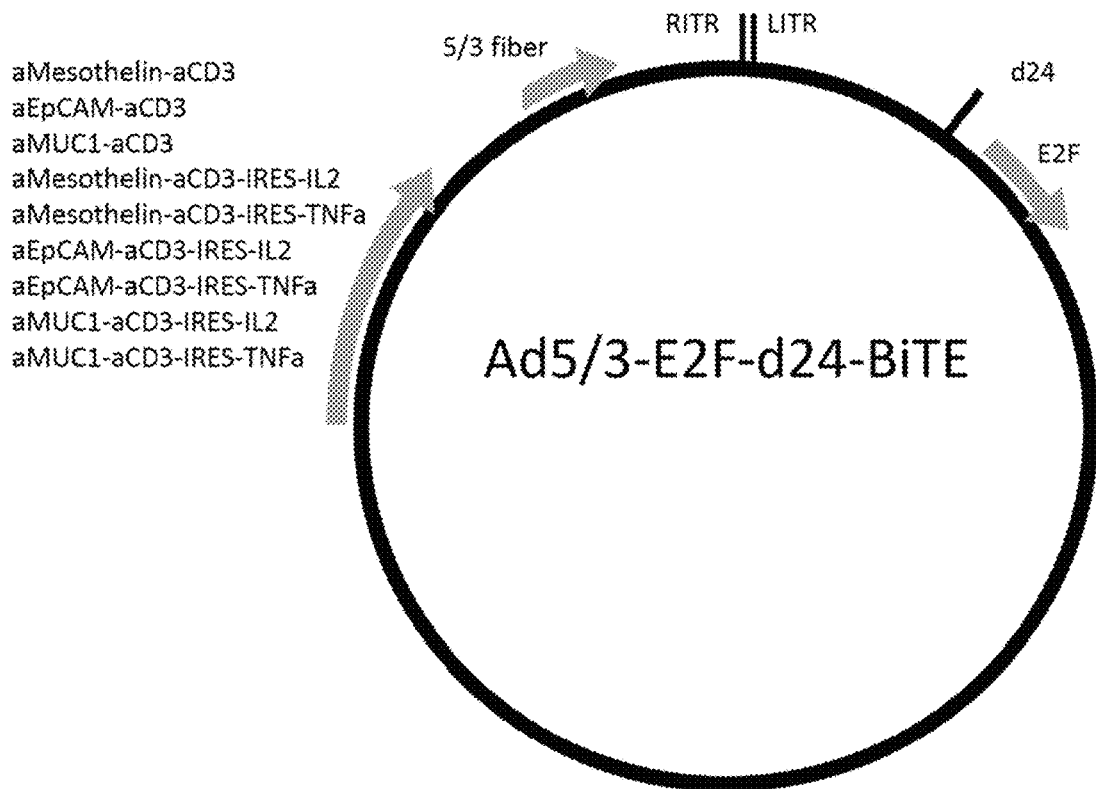 RITR LITR
5/3 fiber
d24
E2F
aMesothelin-aCD3
aEpCAM-aCD3
aMUC1-aCD3
aMesothelin-aCD3-IRES-IL2
aMesothelin-aCD3-IRES-TNFa
aEpCAM-aCD3-IRES-IL2
aEpCAM-aCD3-IRES-TNFa
aMUC1-aCD3-IRES-IL2
aMUC1-aCD3-IRES-TNFa
Ad5/3-E2F-d24-BiTE